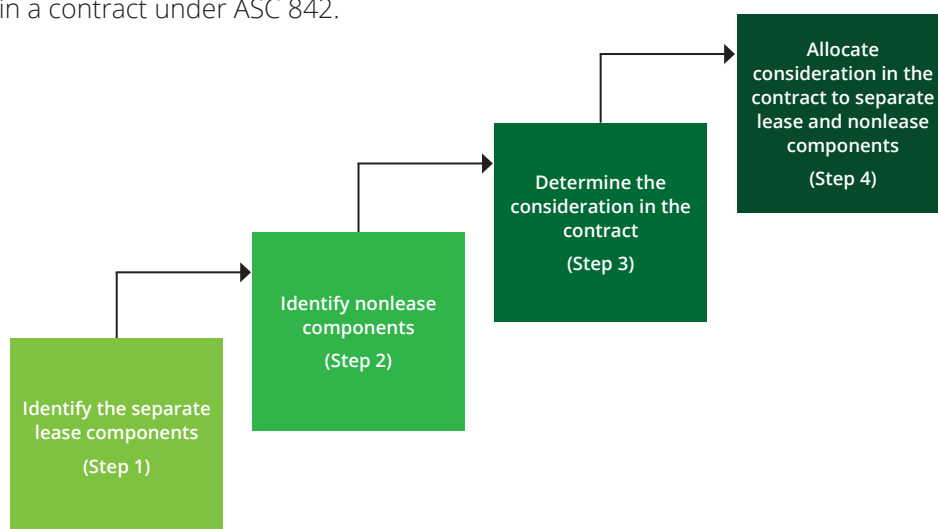 in a contract under ASC 842.
Allocate
consideration in the
contract to separate
lease and nonlease
components
(Step 4)
Determine the
consideration in the
contract
(Step 3)
Identify nonlease
components
(Step 2)
Identify the separate
lease components
(Step 1)